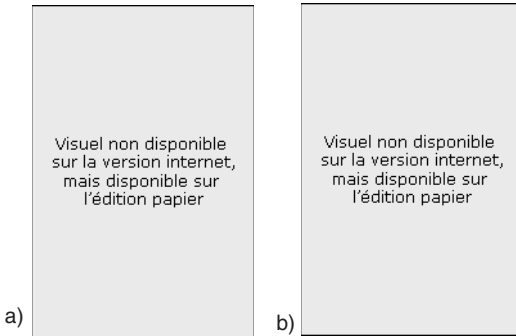 Visuel non disponible
sur la version internet,
mais disponible sur
l'édition papier
a)
Visuel non disponible
sur la version internet,
mais disponible sur
l'édition papier
b)